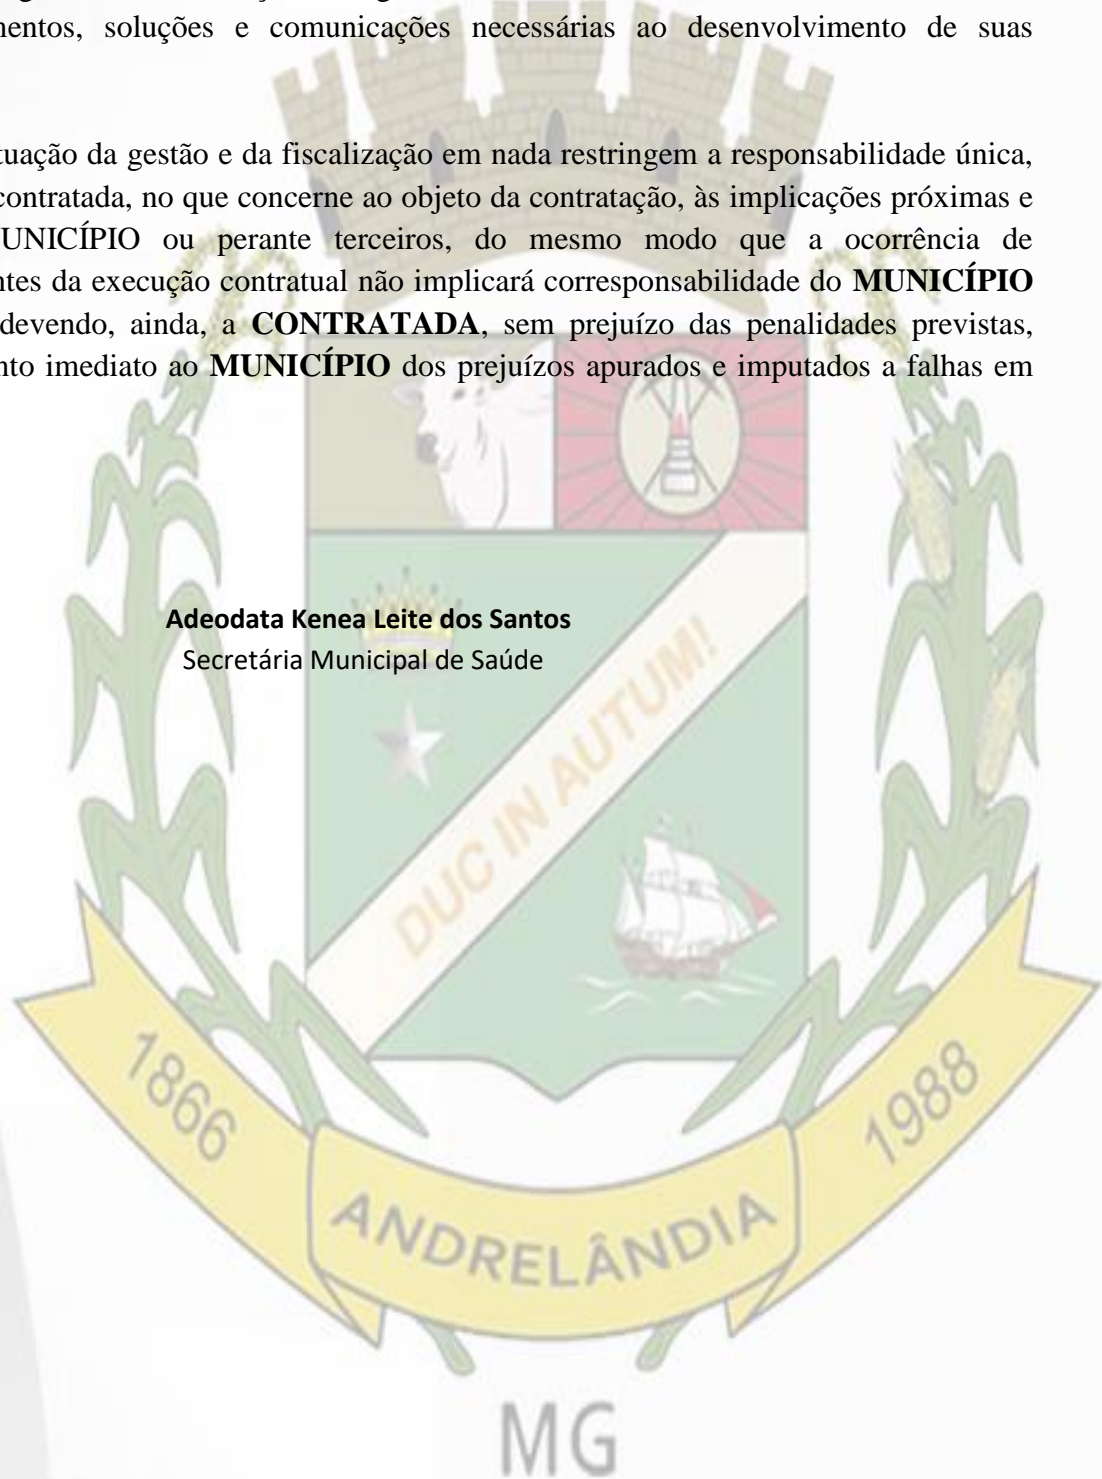 mentos, soluções e comunicações necessárias ao desenvolvimento de suas
tuação da gestão e da fiscalização em nada restringem a responsabilidade única,
contratada, no que concerne ao objeto da contratação, às implicações próximas e
UNICÍPIO ou perante terceiros, do mesmo modo que a ocorrência de
ntes da execução contratual não implicará corresponsabilidade do MUNICÍPIO
devendo, ainda, a CONTRATADA, sem prejuízo das penalidades previstas,
nto imediato ao MUNICÍPIO dos prejuízos apurados e imputados a falhas em
Adeodata Kenea Leite dos Santos
Secretária Municipal de Saúde
DUC IN AUTUM!
1866
ANDRELÂNDIA
1988
MG